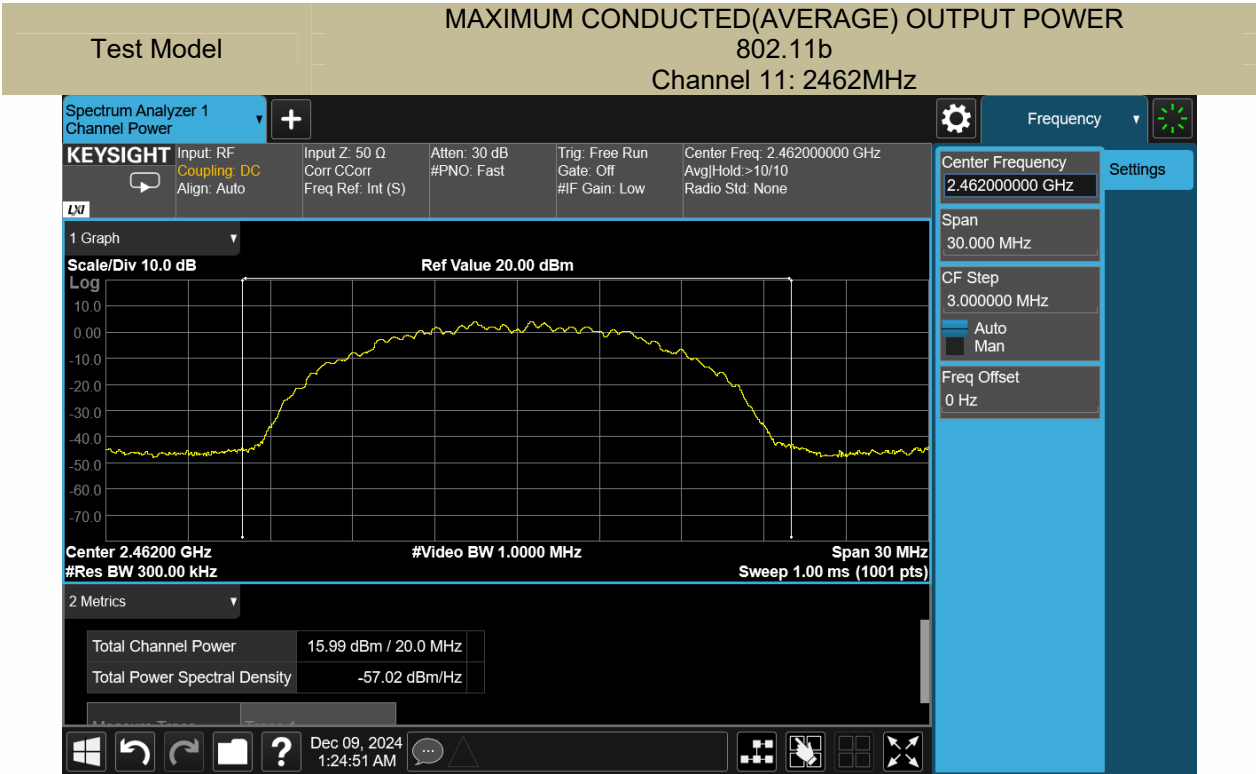 Test Model
MAXIMUM CONDUCTED(AVERAGE) OUTPUT POWER
802.11b
Channel 11: 2462MHz
Spectrum Analyzer 1
Channel Power
+
Frequency
KEYSIGHT
LXI
Input: RF
Coupling: DC
Align: Auto
Input Z: 50 Ω
Corr CCorr
Freq Ref: Int (S)
Atten: 30 dB
#PNO: Fast
Trig: Free Run
Gate: Off
#IF Gain: Low
Center Freq: 2.462000000 GHz
Avg|Hold:>10/10
Radio Std: None
Center Frequency
2.462000000 GHz
Settings
Span
30.000 MHz
CF Step
3.000000 MHz
Auto
Man
Freq Offset
0 Hz
1 Graph
Scale/Div 10.0 dB
Ref Value 20.00 dBm
Log
10.0
0.00
-10.0
-20.0
-30.0
-40.0
-50.0
-60.0
-70.0
Center 2.46200 GHz
#Video BW 1.0000 MHz
Span 30 MHz
#Res BW 300.00 kHz
Sweep 1.00 ms (1001 pts)
2 Metrics
Total Channel Power 15.99 dBm / 20.0 MHz
Total Power Spectral Density -57.02 dBm/Hz
?
Dec 09, 2024
1:24:51 AM